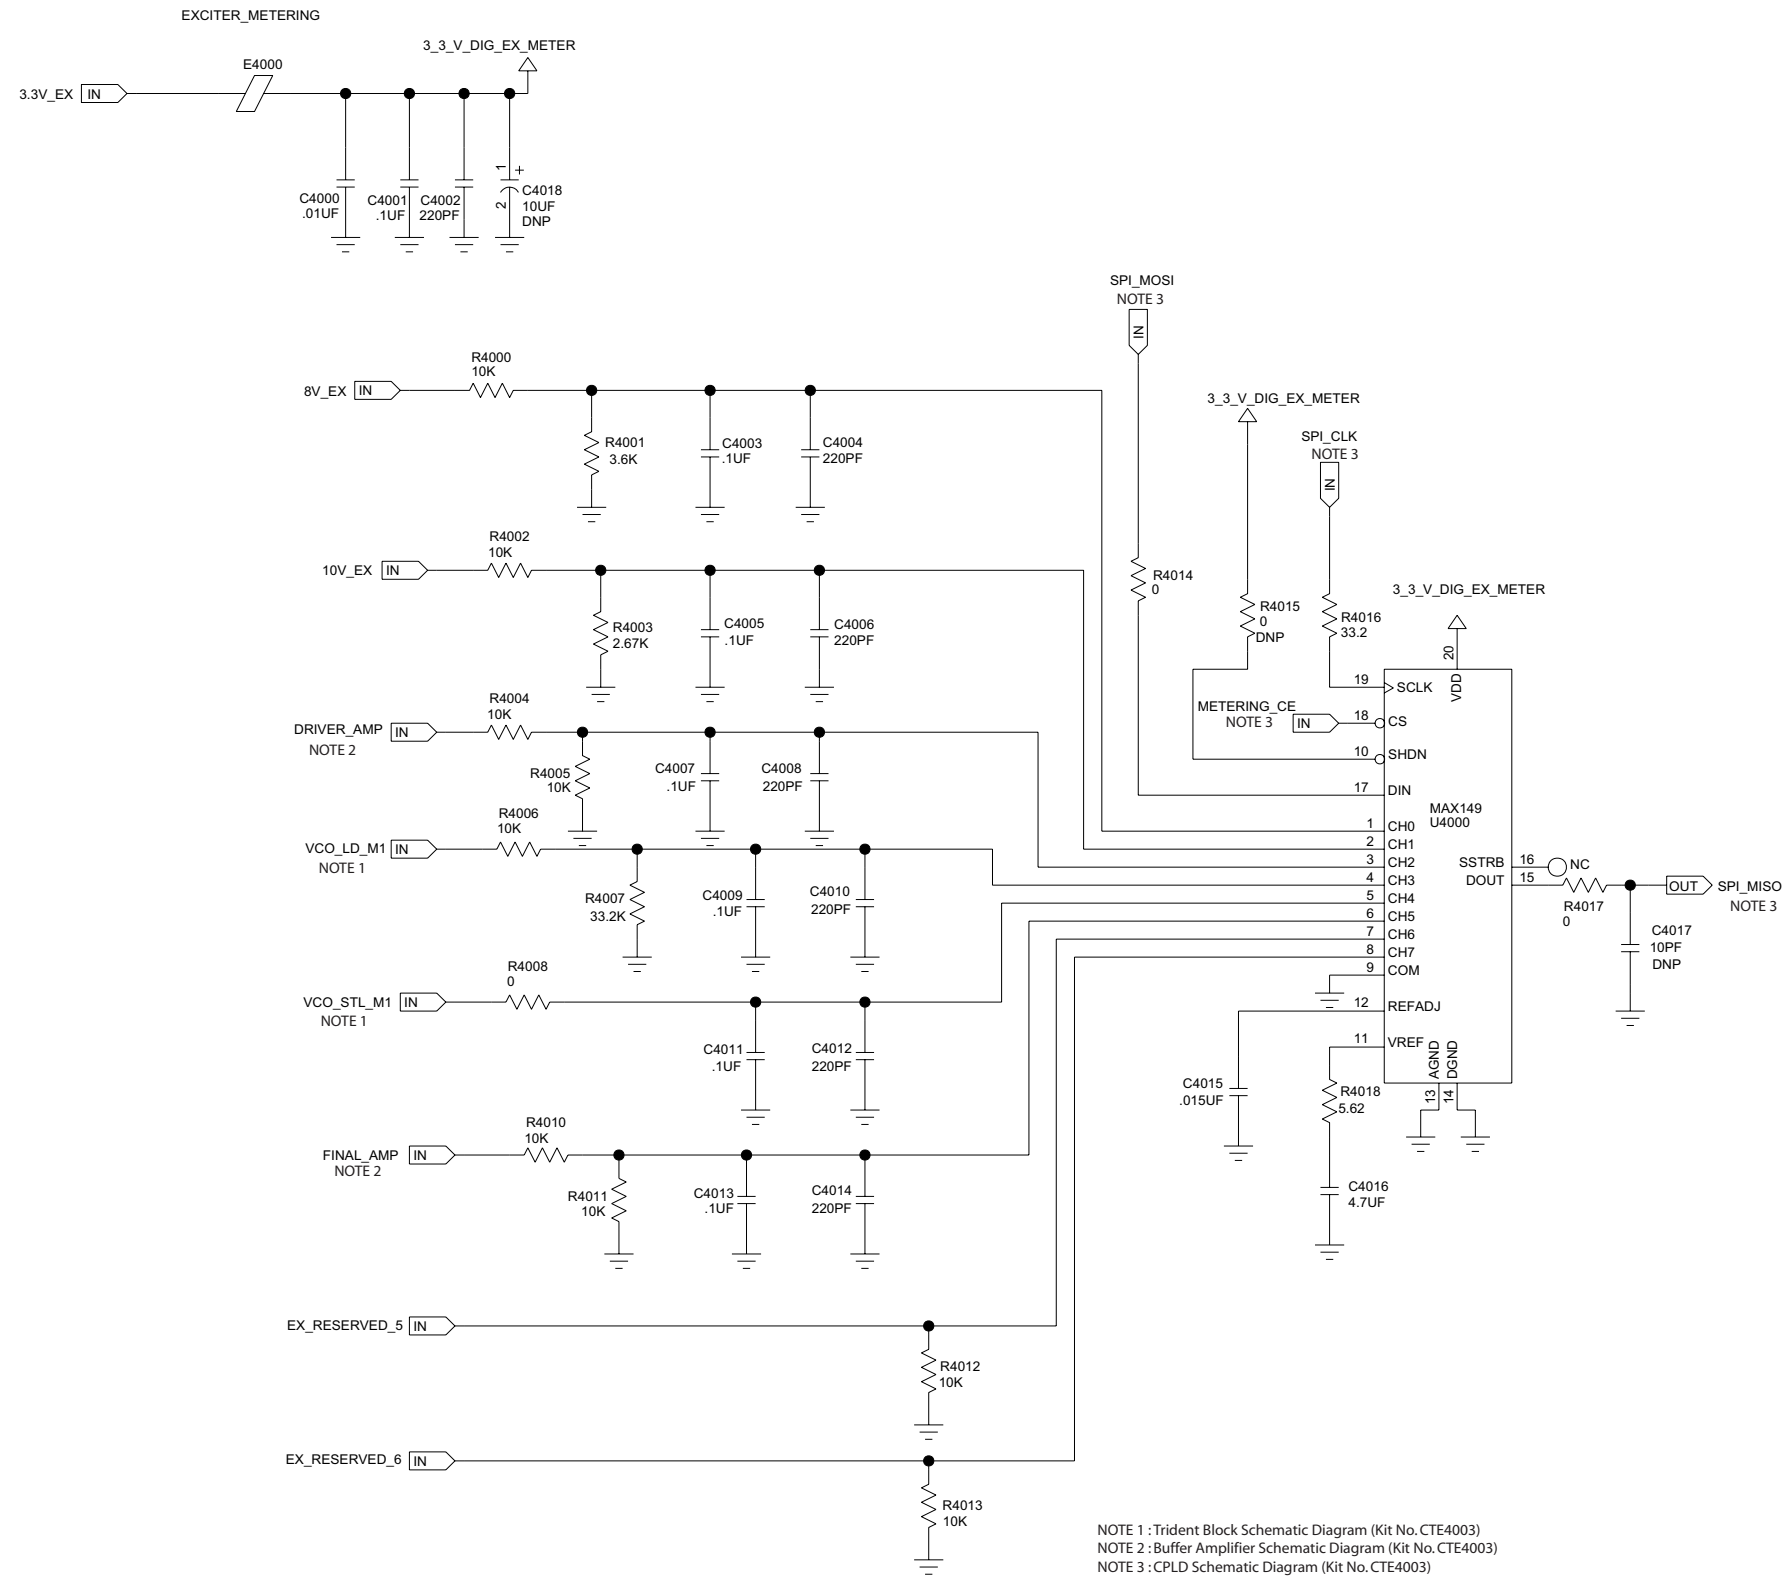 EXCITER_METERING
3_3_V_DIG_EX_METER
E4000
3.3V_EX
IN
1
+
C4000
.01UF
C4001
.1UF
C4002
220PF
C4018
10UF
DNP
2
SPI_MOSI
NOTE 3
IN
R4000
10K
8V_EX
IN
R4001
3.6K
C4003
.1UF
C4004
220PF
3_3_V_DIG_EX_METER
SPI_CLK
NOTE 3
IN
R4002
10K
10V_EX
IN
R4003
2.67K
C4005
.1UF
C4006
220PF
R4014
0
R4015
0
DNP
R4016
33.2
3_3_V_DIG_EX_METER
20
VDD
19
SCLK
METERING_CE
NOTE 3
IN
18
CS
10
SHDN
17
DIN
R4004
10K
DRIVER_AMP
NOTE 2
IN
R4005
10K
C4007
.1UF
C4008
220PF
MAX149
U4000
1
CH0
2
CH1
3
CH2
4
CH3
5
CH4
6
CH5
7
CH6
8
CH7
9
COM
12
REFADJ
11
VREF
SSTRB
16
NC
DOUT
15
R4017
0
OUT
SPI_MISO
NOTE 3
C4017
10PF
DNP
R4006
10K
VCO_LD_M1
NOTE 1
IN
R4007
33.2K
C4009
.1UF
C4010
220PF
R4008
0
VCO_STL_M1
NOTE 1
IN
C4011
.1UF
C4012
220PF
AGND
DGND
13
14
C4015
.015UF
R4018
5.62
C4016
4.7UF
R4010
10K
FINAL_AMP
NOTE 2
IN
R4011
10K
C4013
.1UF
C4014
220PF
EX_RESERVED_5
IN
R4012
10K
EX_RESERVED_6
IN
R4013
10K
NOTE 1 : Trident Block Schematic Diagram (Kit No. CTE4003)
NOTE 2 : Buffer Amplifier Schematic Diagram (Kit No. CTE4003)
NOTE 3 : CPLD Schematic Diagram (Kit No. CTE4003)